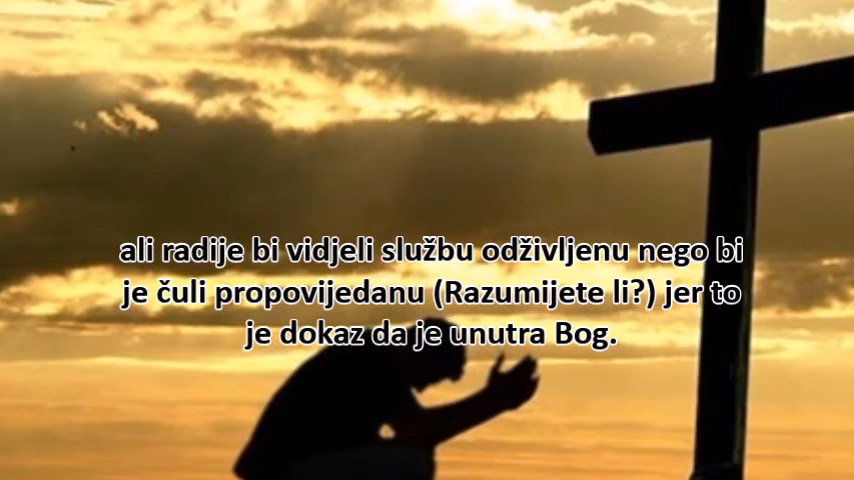 ali radije bi vidjeli službu odživljenu nego bi
je čuli propovijedanu (Razumijete li?) jer to
je dokaz da je unutra Bog.